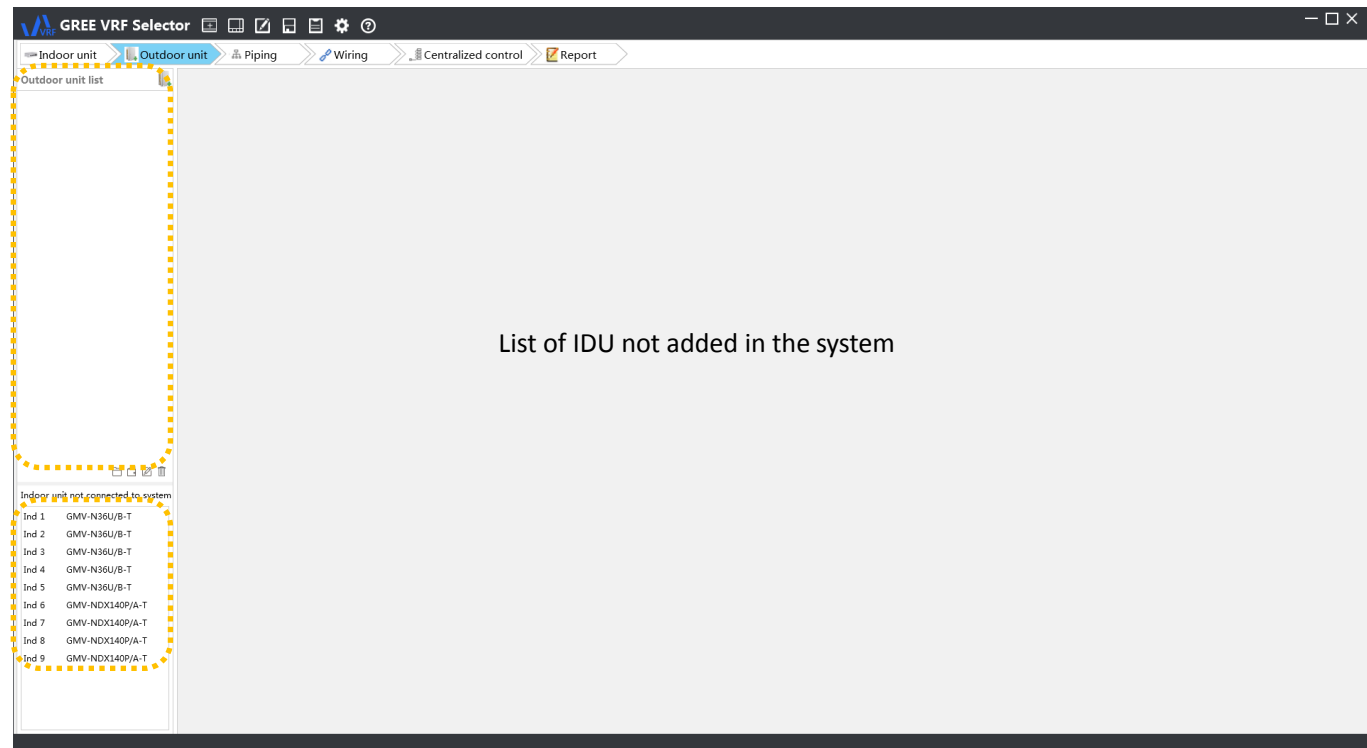 VRF GREE VRF Selector
Indoor unit Outdoor unit Piping Wiring Centralized control Report
Outdoor unit list
List of IDU not added in the system
Indoor unit not connected to system
Ind 1 GMV-N36U/B-T
Ind 2 GMV-N36U/B-T
Ind 3 GMV-N36U/B-T
Ind 4 GMV-N36U/B-T
Ind 5 GMV-N36U/B-T
Ind 6 GMV-NDX140P/A-T
Ind 7 GMV-NDX140P/A-T
Ind 8 GMV-NDX140P/A-T
Ind 9 GMV-NDX140P/A-T